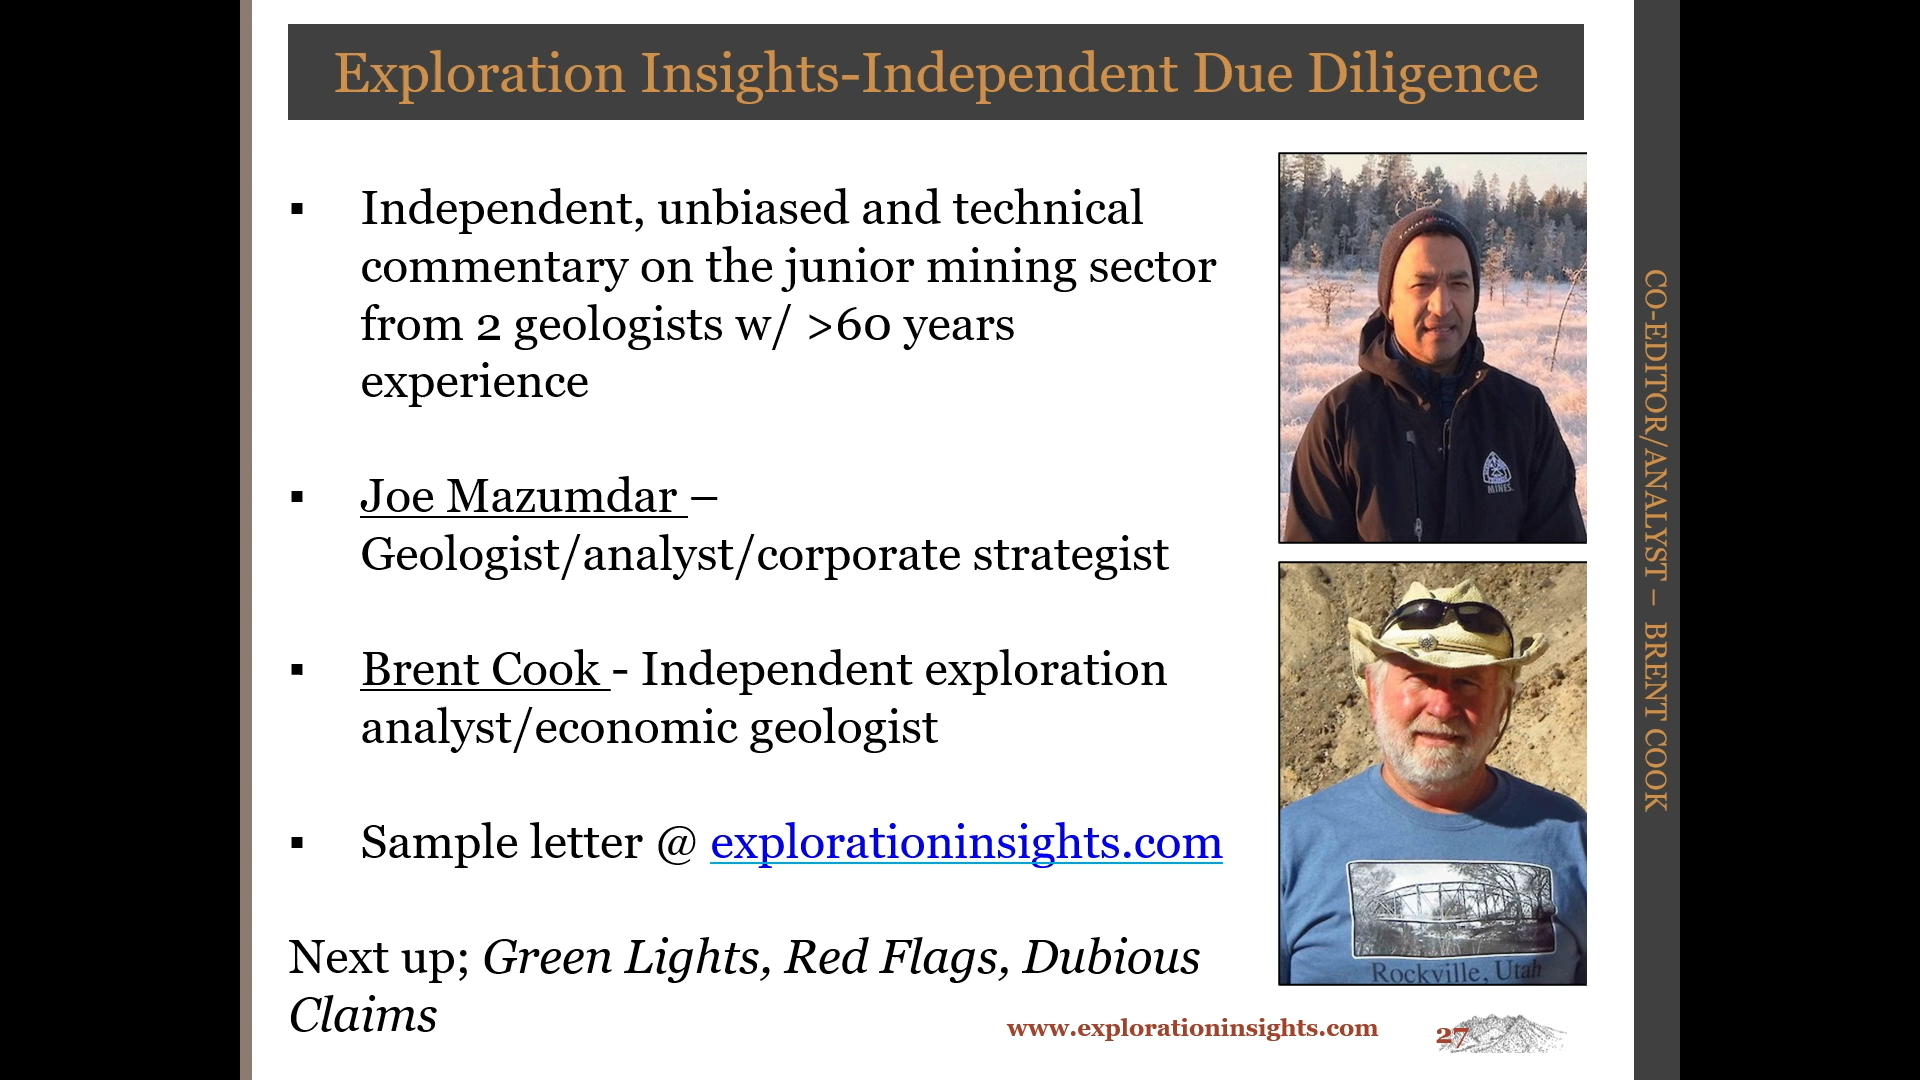 Exploration Insights-Independent Due Diligence
▪ Independent, unbiased and technical
commentary on the junior mining sector
from 2 geologists w/ >60 years
experience
▪ Joe Mazumdar –
Geologist/analyst/corporate strategist
▪ Brent Cook - Independent exploration
analyst/economic geologist
▪ Sample letter @ explorationinsights.com
Next up; Green Lights, Red Flags, Dubious
Claims
MINES
Rockville, Utah
www.explorationinsights.com
27
CO-EDITOR/ANALYST – BRENT COOK